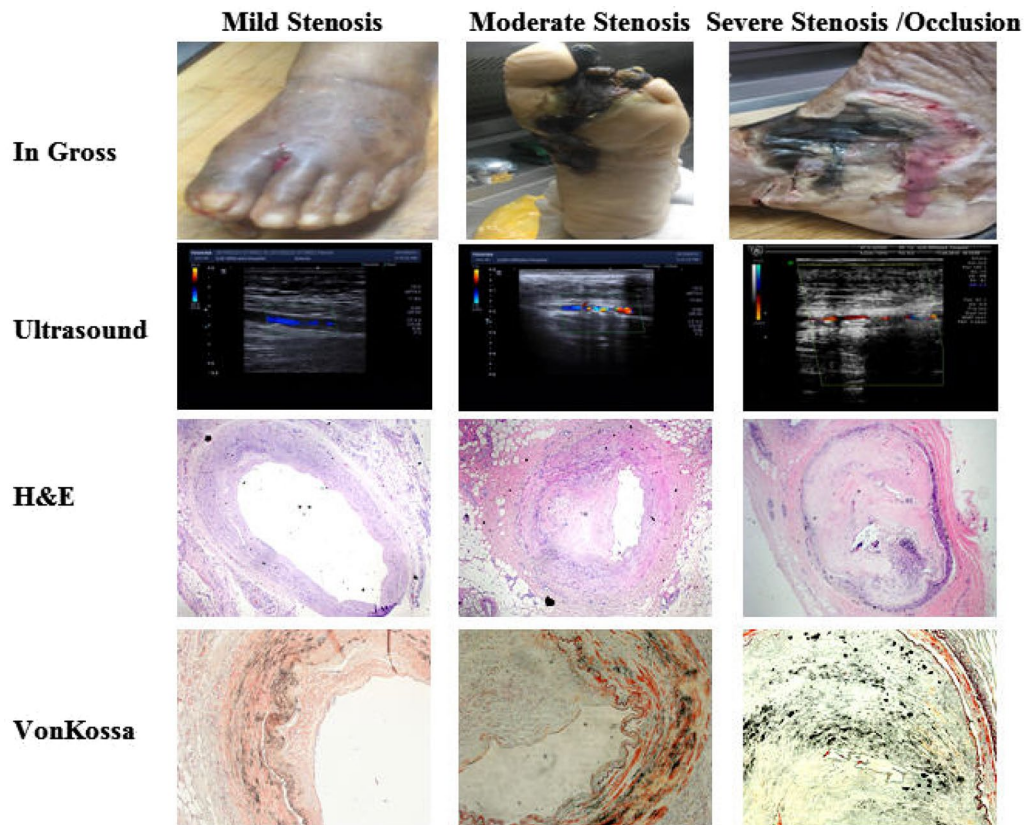 Mild Stenosis
Moderate Stenosis
Severe Stenosis /Occlusion
In Gross
Ultrasound
H&E
VonKossa